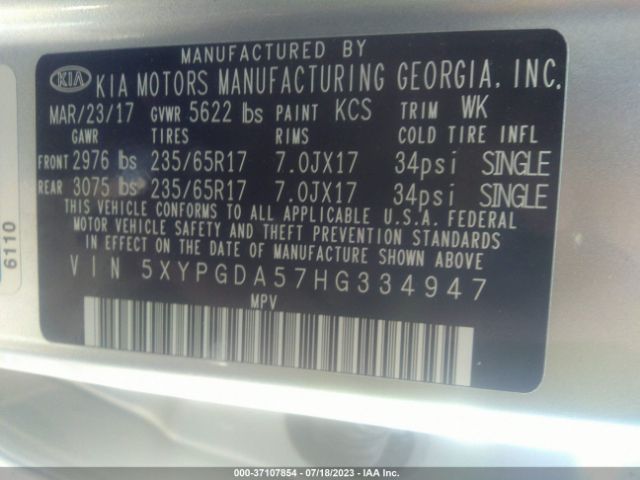 MANUFACTURED BY
KIA KIA MOTORS MANUFACTURING GEORGIA, INC.
MAR/23/17 GVWR 5622 lbs PAINT KCS TRIM WK
GAWR TIRES RIMS COLD TIRE INFL
FRONT 2976 lbs 235/65R17 7.0JX17 34psi SINGLE
REAR 3075 lbs 235/65R17 7.0JX17 34psi SINGLE
THIS VEHICLE CONFORMS TO ALL APPLICABLE U.S.A. FEDERAL
MOTOR VEHICLE SAFETY AND THEFT PREVENTION STANDARDS
IN EFFECT ON THE DATE OF MANUFACTURE SHOWN ABOVE.
VIN 5XYPGDA57HG334947
MPV
6110
000-37107854 / 07/18/2023 - IAA Inc.